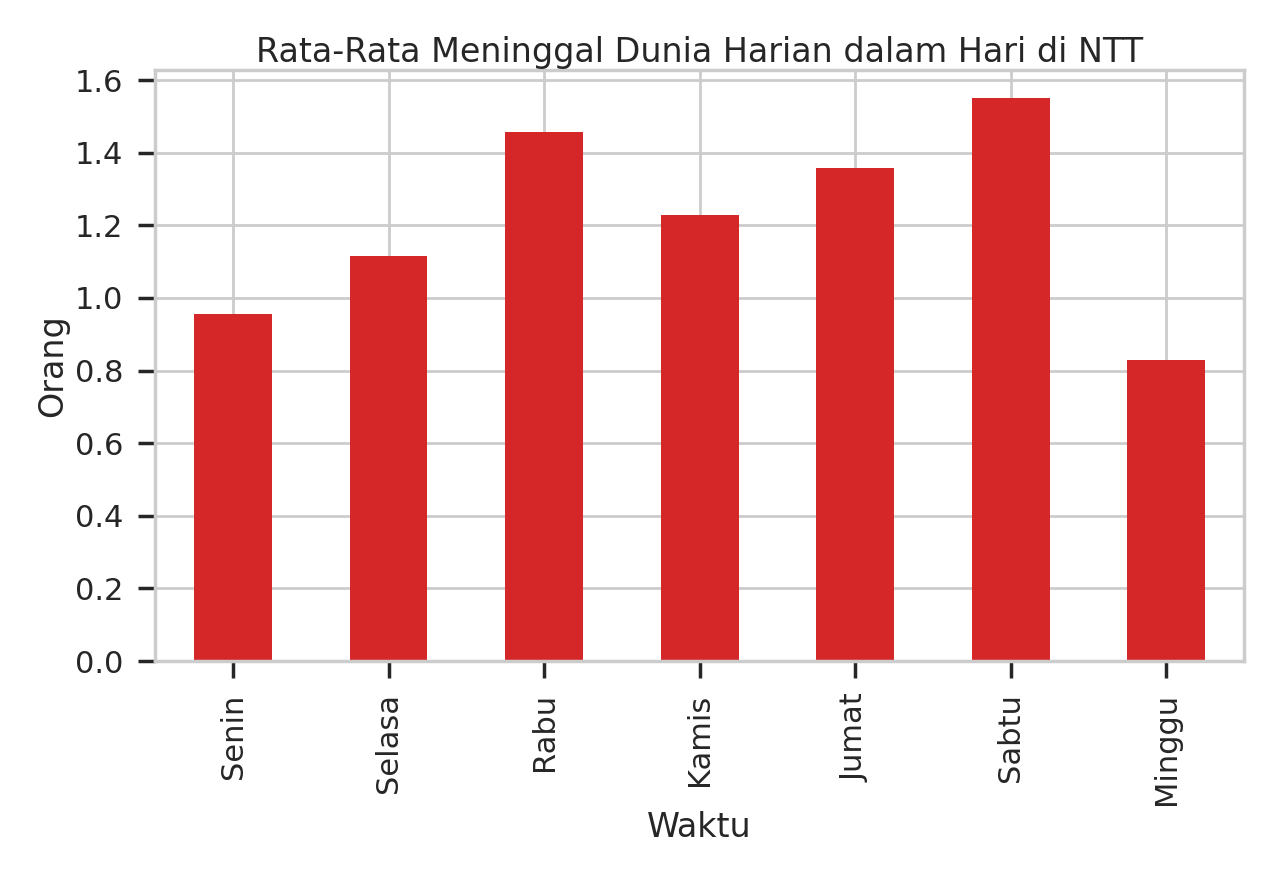 Rata-Rata Meninggal Dunia Harian dalam Hari di NTT
1.6
1.4
1.2
1.0
0.8
0.6
0.4
0.2
0.0
Orang
Senin
Selasa
Rabu
Kamis
Jumat
Sabtu
Minggu
Waktu